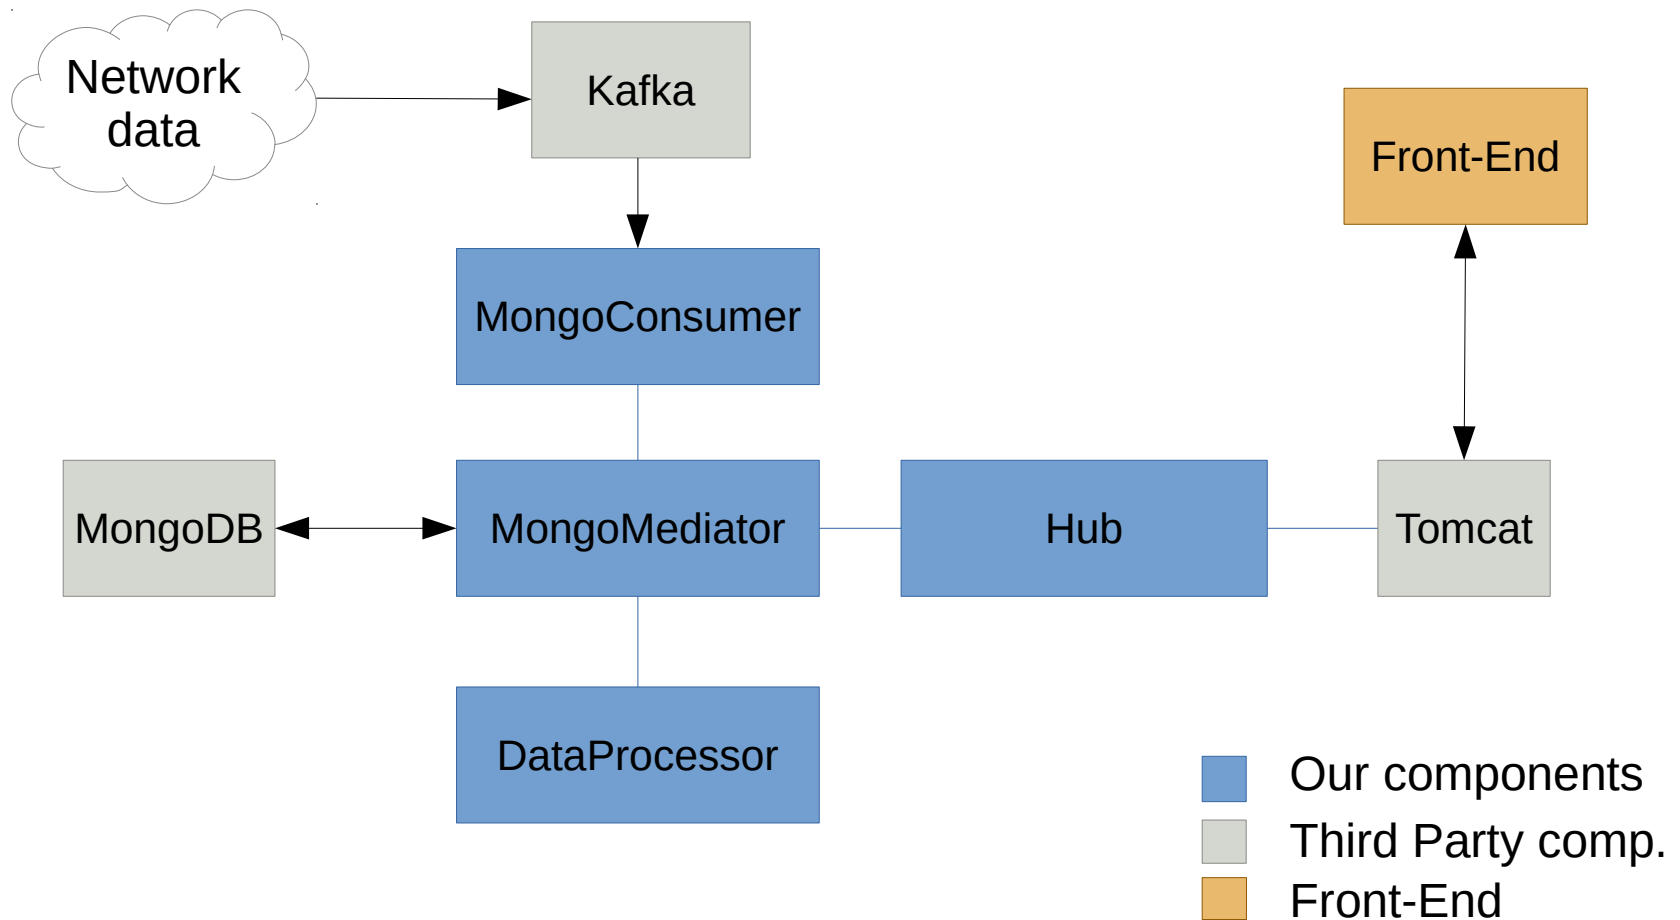 Network
data
Kafka
Front-End
MongoConsumer
MongoDB
MongoMediator
Hub
Tomcat
DataProcessor
Our components
Third Party comp.
Front-End